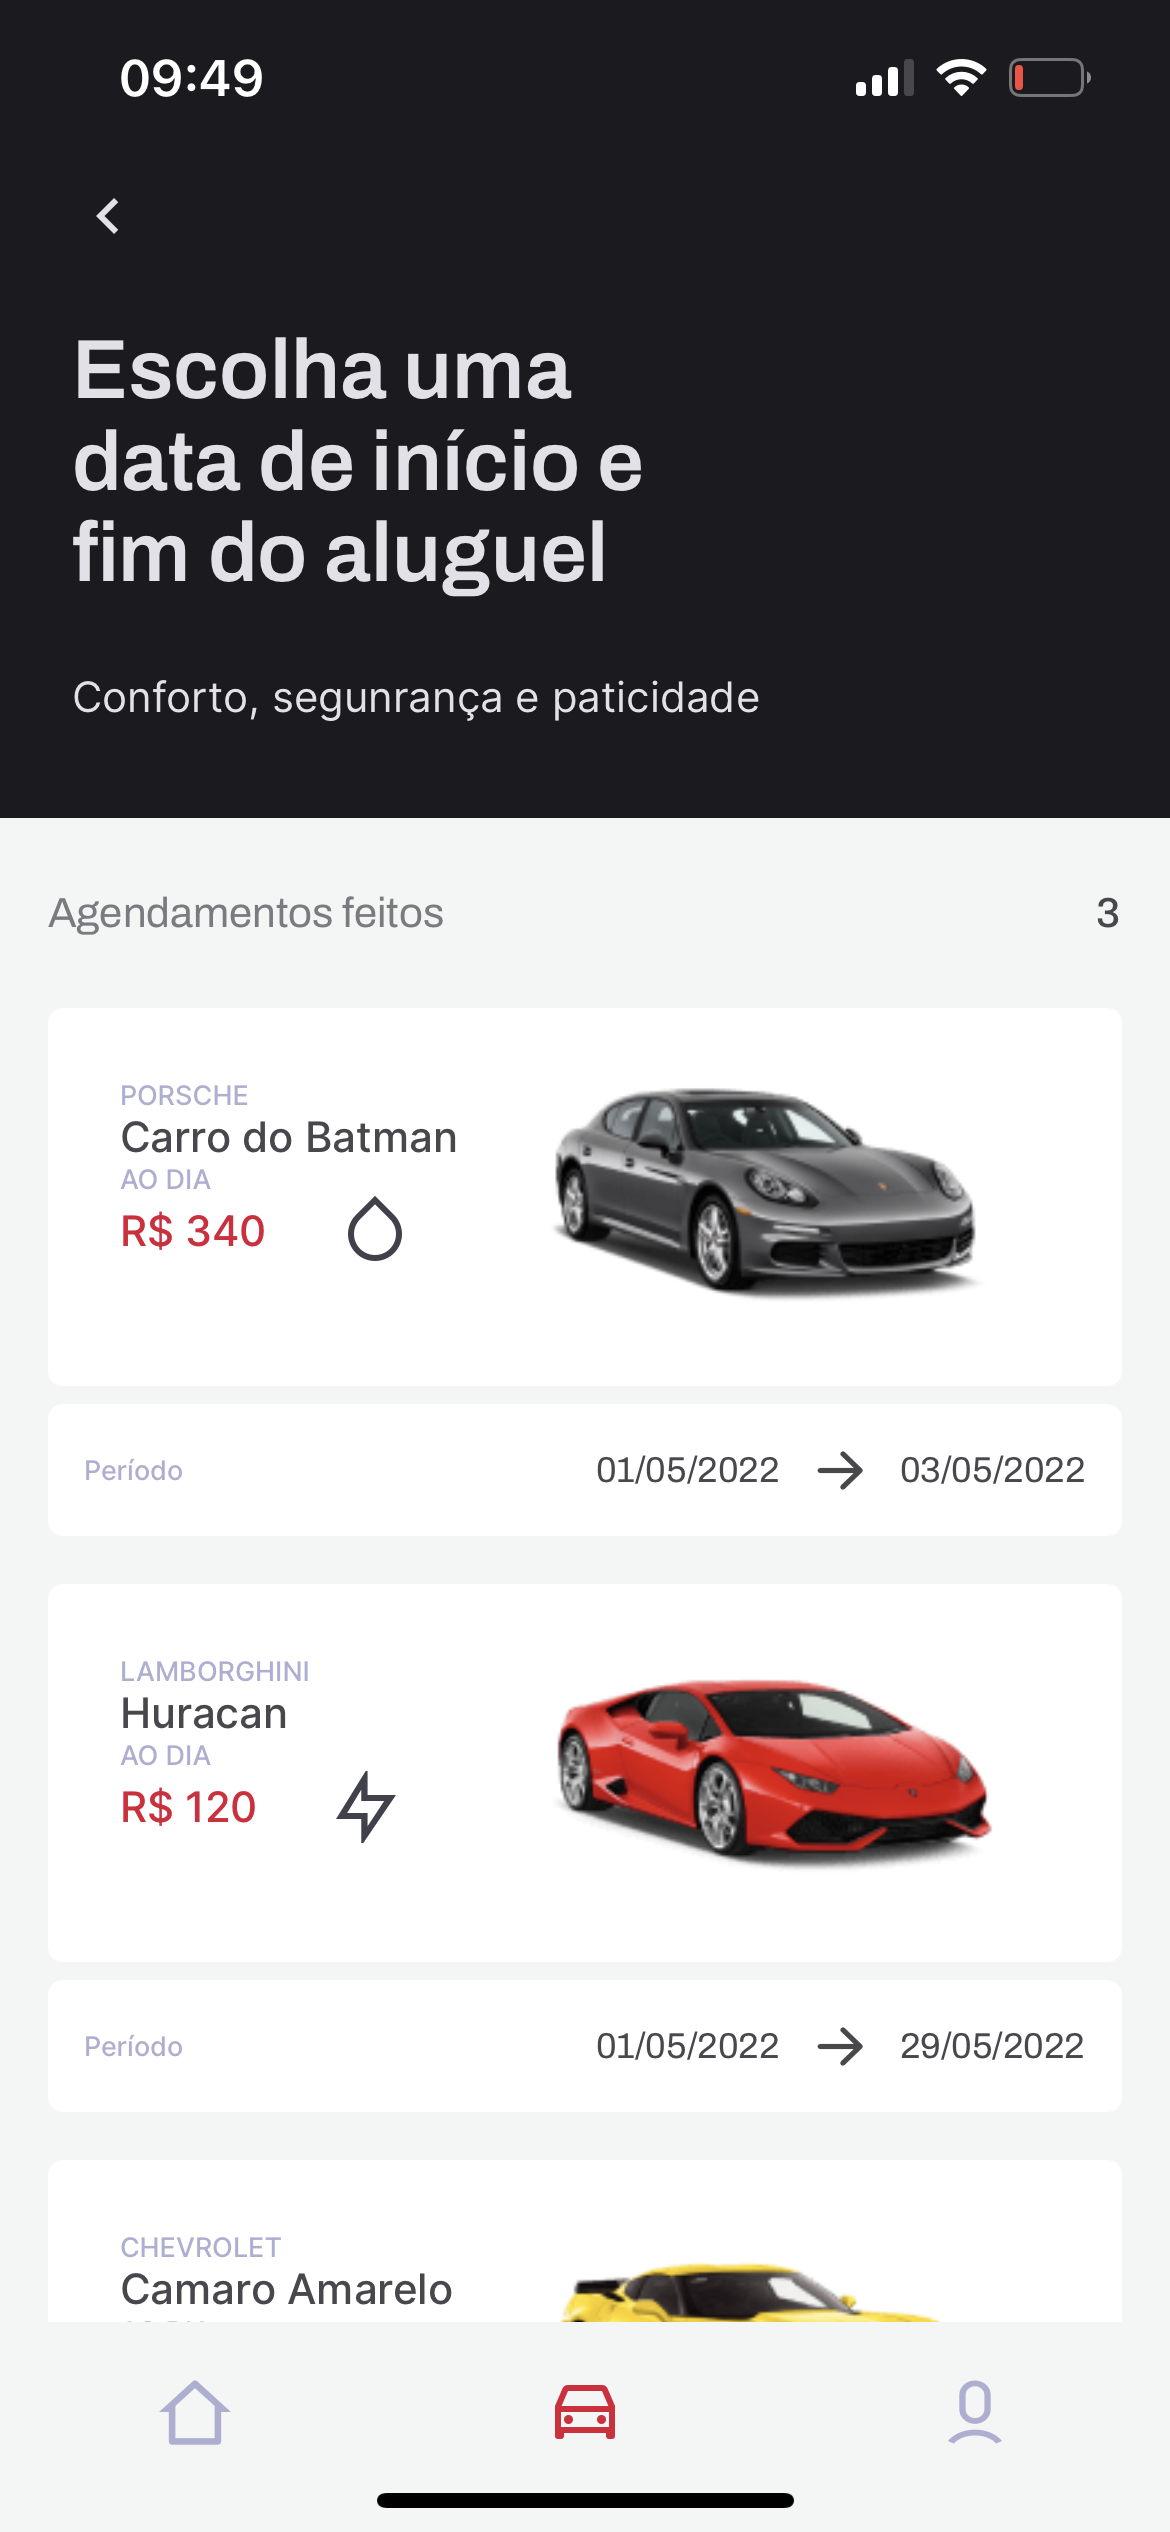 09:49
Escolha uma
data de início e
fim do aluguel
Conforto, segunrança e paticidade
Agendamentos feitos 3
PORSCHE
Carro do Batman
AO DIA
R$ 340
Período 01/05/2022 03/05/2022
LAMBORGHINI
Huracan
AO DIA
R$ 120
Período 01/05/2022 29/05/2022
CHEVROLET
Camaro Amarelo